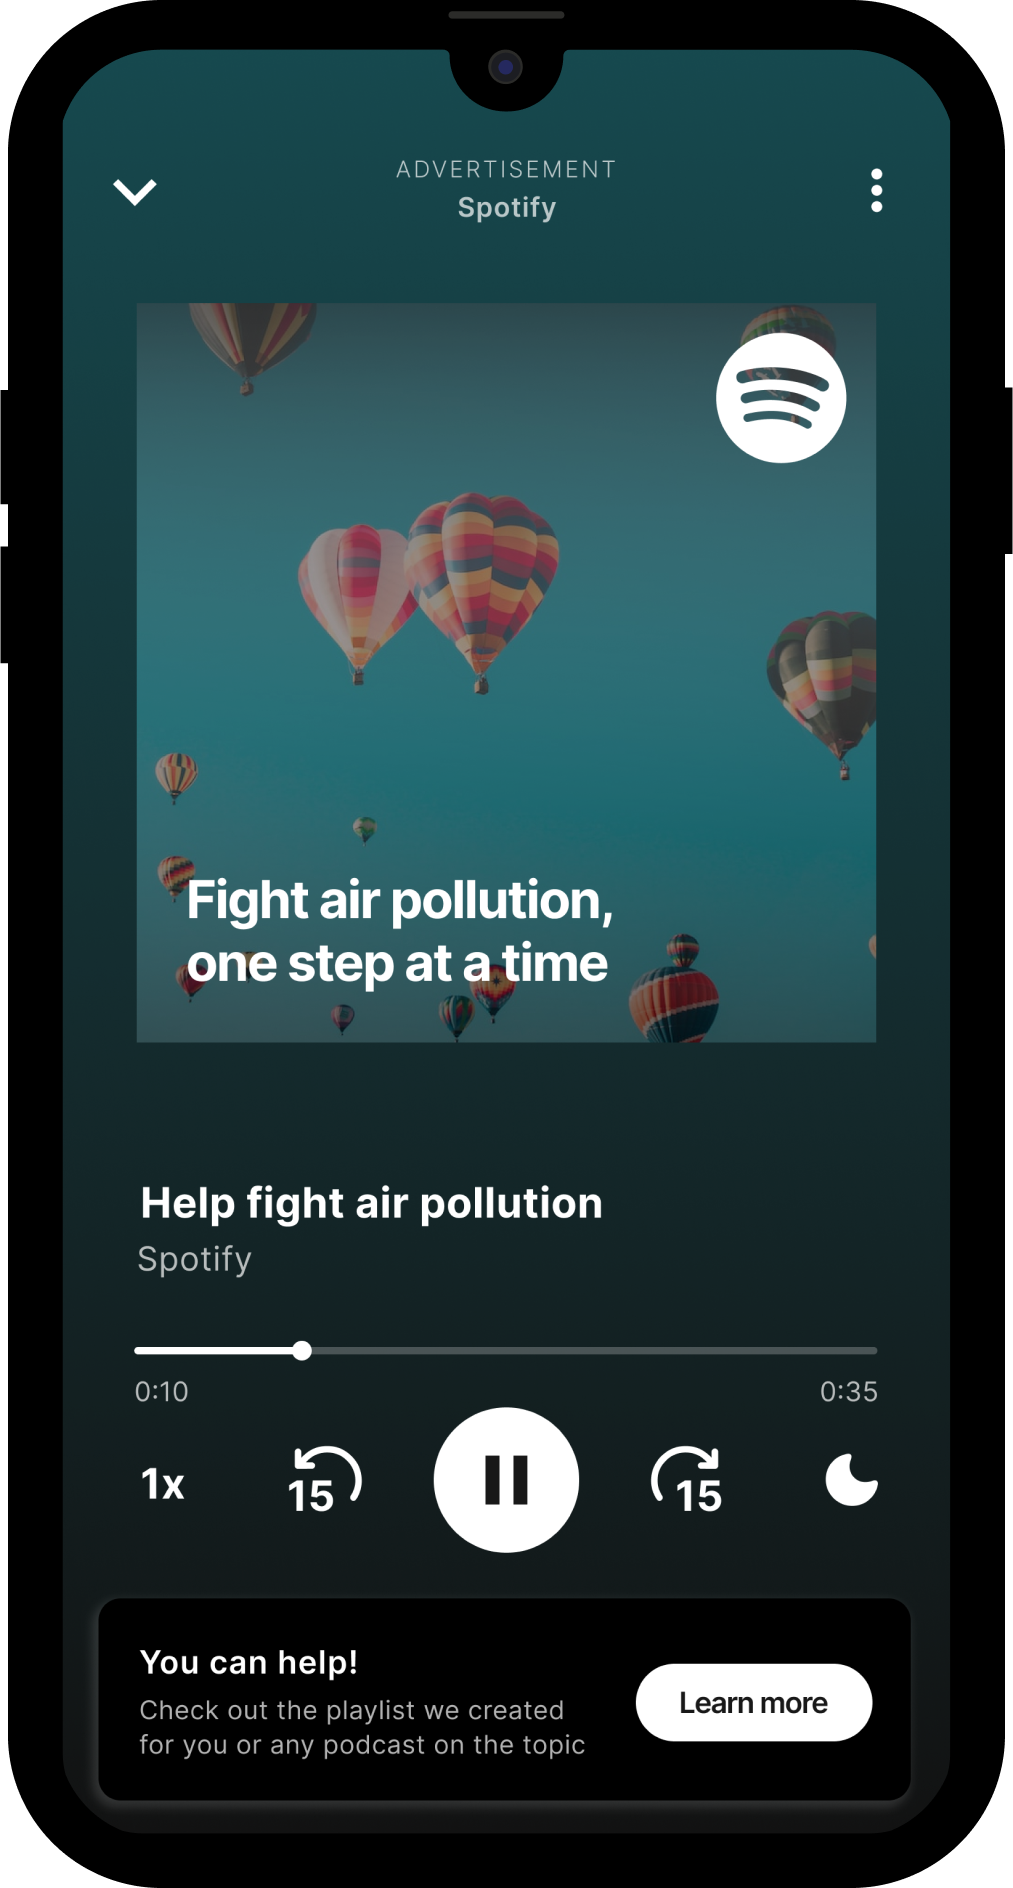 ADVERTISEMENT
Spotify
Fight air pollution,
one step at a time
Help fight air pollution
Spotify
0:10 0:35
1x 15 15
You can help!
Check out the playlist we created
for you or any podcast on the topic
Learn more